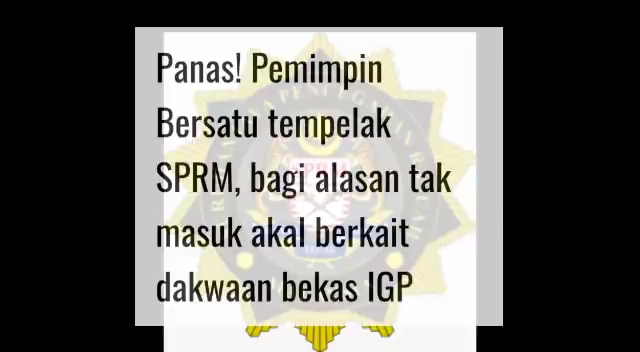 Panas! Pemimpin
Bersatu tempelak
SPRM, bagi alasan tak
masuk akal berkait
dakwaan bekas IGP